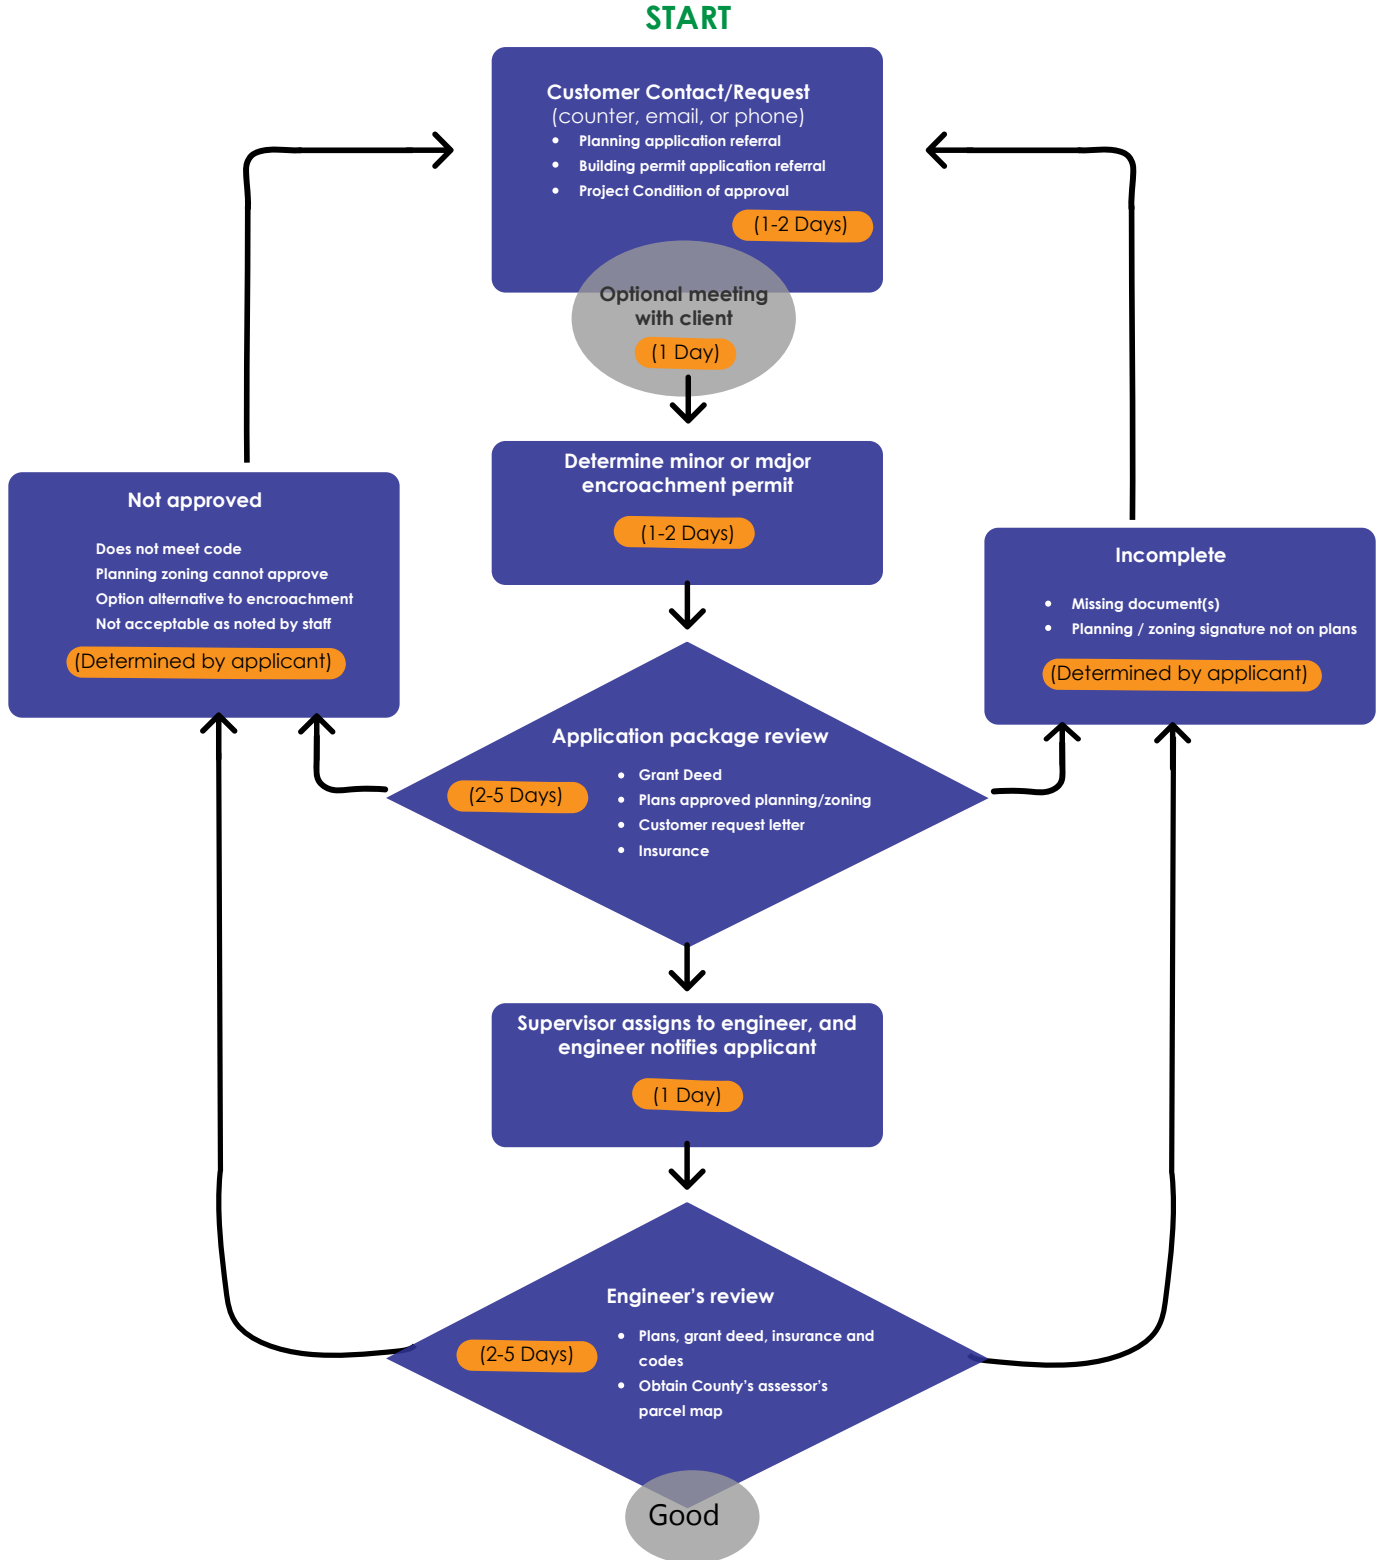 START
Customer Contact/Request
(counter, email, or phone)
• Planning application referral
• Building permit application referral
• Project Condition of approval
(1-2 Days)
Optional meeting
with client
(1 Day)
Determine minor or major
encroachment permit
(1-2 Days)
Not approved
Does not meet code
Planning zoning cannot approve
Option alternative to encroachment
Not acceptable as noted by staff
(Determined by applicant)
Incomplete
• Missing document(s)
• Planning / zoning signature not on plans
(Determined by applicant)
Application package review
(2-5 Days)
• Grant Deed
• Plans approved planning/zoning
• Customer request letter
• Insurance
Supervisor assigns to engineer, and
engineer notifies applicant
(1 Day)
Engineer’s review
(2-5 Days)
• Plans, grant deed, insurance and
codes
• Obtain County’s assessor’s
parcel map
Good